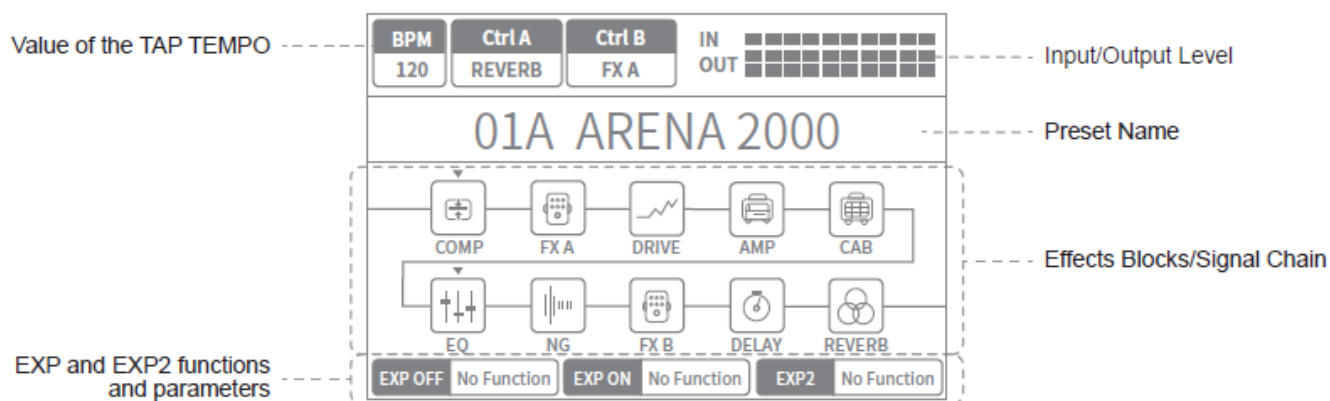 Value of the TAP TEMPO
BPM
120
Ctrl A
REVERB
Ctrl B
FX A
IN
OUT
Input/Output Level
01A ARENA 2000
Preset Name
COMP FX A DRIVE AMP CAB
Effects Blocks/Signal Chain
EQ NG FX B DELAY REVERB
EXP and EXP2 functions
and parameters
EXP OFF No Function EXP ON No Function EXP2 No Function